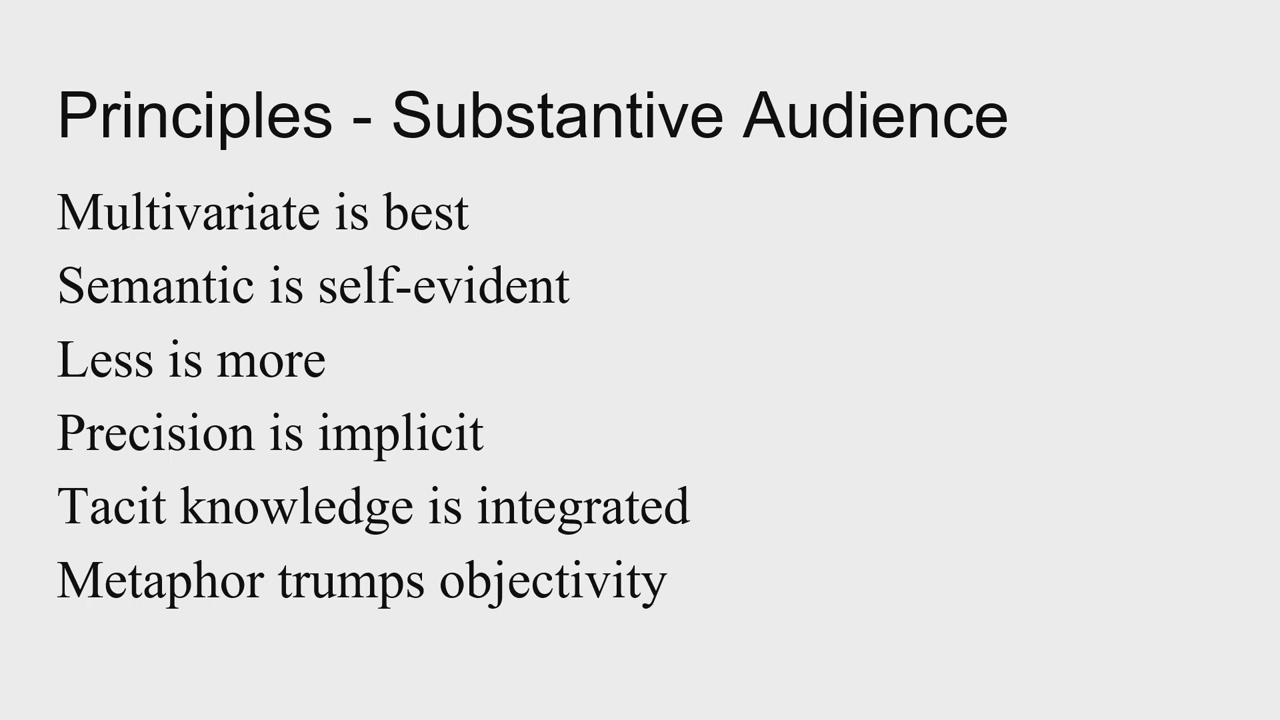 Principles - Substantive Audience
Multivariate is best
Semantic is self-evident
Less is more
Precision is implicit
Tacit knowledge is integrated
Metaphor trumps objectivity